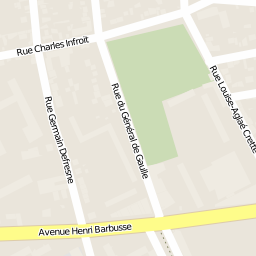 Rue Charles Infroit
Rue Louise-Aglaé Crette
Rue du Général de Gaulle
Rue Germain Defresne
Avenue Henri Barbusse